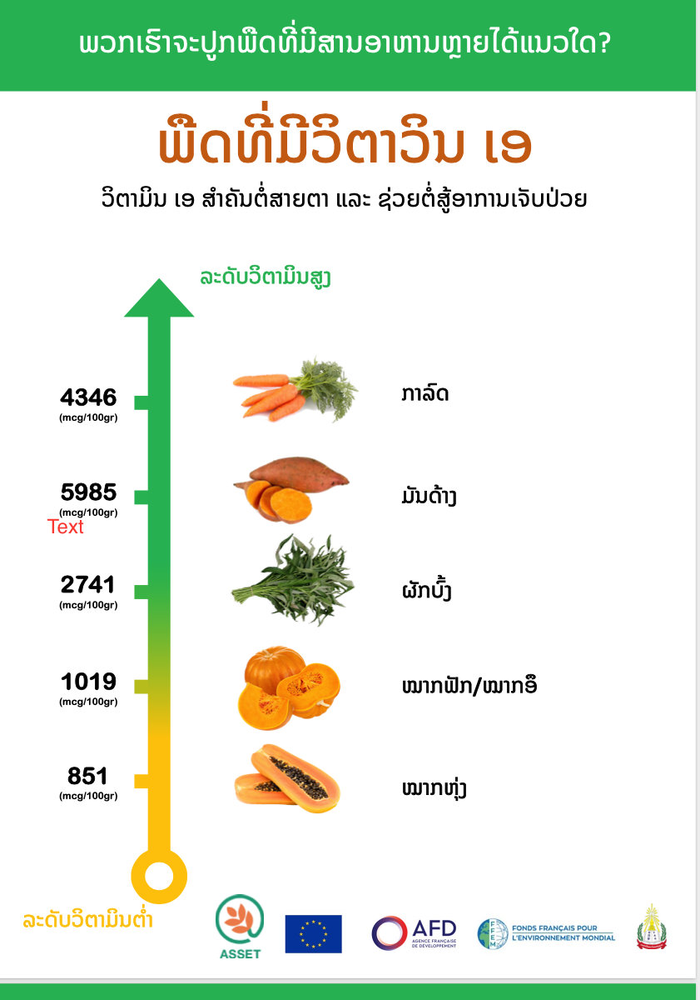 ພວກເຮົາຈະປູກພືດທີ່ມີສານອາຫານຫຼາຍໄດ້ແນວໃດ?
ພືດທີ່ມີວິຕາວິນ ເອ
ວິຕາມິນ ເອ ສຳຄັນຕໍ່ສາຍຕາ ແລະ ຊ່ວຍຕໍ່ສູ້ອາການເຈັບປ່ວຍ
ລະດັບວິຕາມິນສູງ
4346
(mcg/100gr)
ກາລົດ
5985
(mcg/100gr)
Text
ມັນດ້າງ
2741
(mcg/100gr)
ຜັກບົ້ງ
1019
(mcg/100gr)
ໝາກຟັກ/ໝາກອຶ
851
(mcg/100gr)
ໝາກຫຸ່ງ
ລະດັບວິຕາມິນຕ່ຳ
ASSET
AFD
AGENCE FRANÇAISE
DE DÉVELOPPEMENT
FFEM
FONDS FRANÇAIS POUR
L'ENVIRONNEMENT MONDIAL